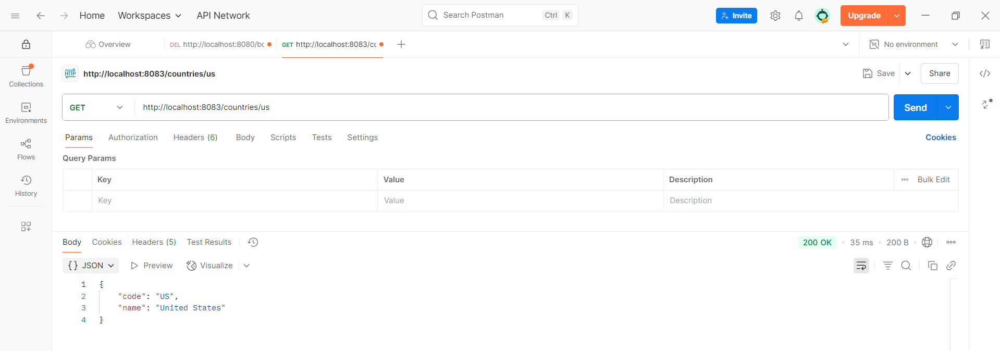 Home Workspaces API Network Search Postman Ctrl K Invite Upgrade
Overview DEL http://localhost:8080/bc GET http://localhost:8083/cc No environment
HTTP http://localhost:8083/countries/us Save Share
Collections
GET http://localhost:8083/countries/us Send
Environments
Params Authorization Headers (6) Body Scripts Tests Settings Cookies
Flows
Query Params
Key Value Description Bulk Edit
History
Key Value Description
Body Cookies Headers (5) Test Results 200 OK • 35 ms • 200 B •
{} JSON Preview Visualize
1 {
2 "code": "US",
3 "name": "United States"
4 }